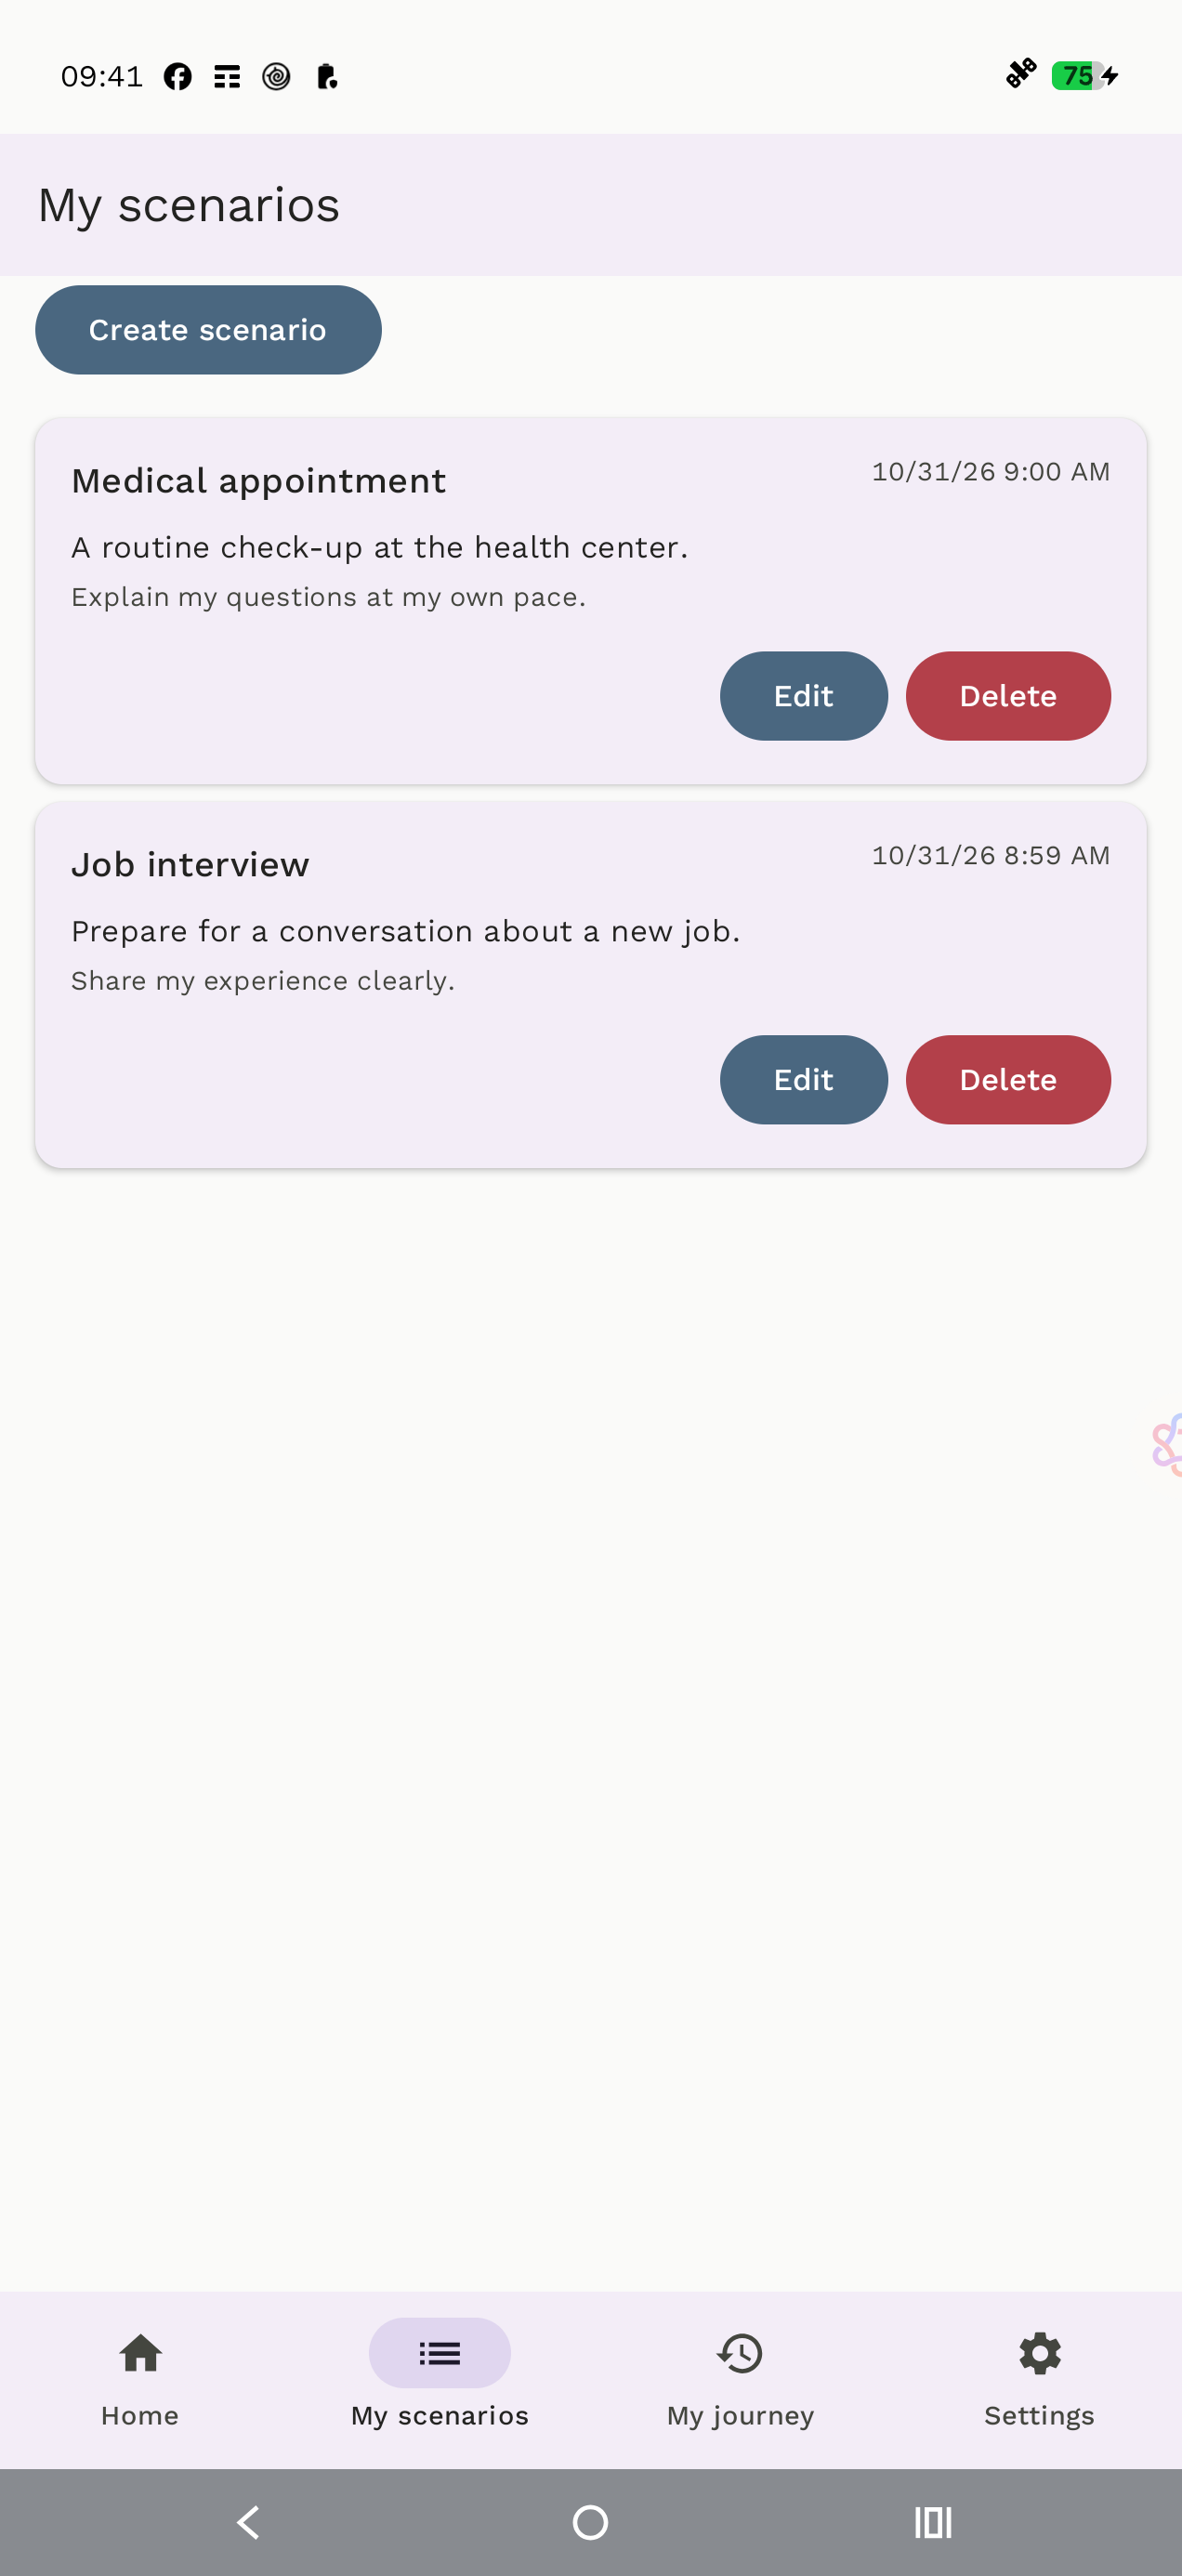 09:41
75
My scenarios
Create scenario
Medical appointment
10/31/26 9:00 AM
A routine check-up at the health center.
Explain my questions at my own pace.
Edit
Delete
Job interview
10/31/26 8:59 AM
Prepare for a conversation about a new job.
Share my experience clearly.
Edit
Delete
Home
My scenarios
My journey
Settings